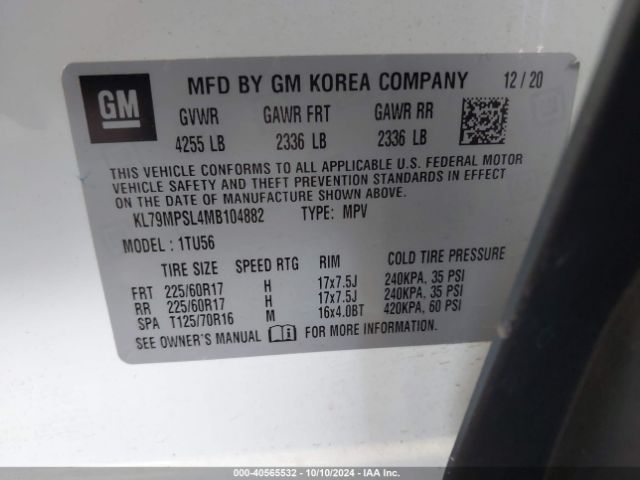 GM MFD BY GM KOREA COMPANY 12 / 20
GVWR GAWR FRT GAWR RR
4255 LB 2336 LB 2336 LB
THIS VEHICLE CONFORMS TO ALL APPLICABLE U.S. FEDERAL MOTOR
VEHICLE SAFETY AND THEFT PREVENTION STANDARDS IN EFFECT
ON THE DATE OF MANUFACTURE SHOWN ABOVE.
KL79MPSL4MB104882 TYPE: MPV
MODEL : 1TU56
TIRE SIZE SPEED RTG RIM COLD TIRE PRESSURE
FRT 225/60R17 H 17x7.5J 240KPA, 35 PSI
RR 225/60R17 H 17x7.5J 240KPA, 35 PSI
SPA T125/70R16 M 16x4.0BT 420KPA, 60 PSI
SEE OWNER'S MANUAL FOR MORE INFORMATION.
000-40565532 - 10/10/2024 - IAA Inc.